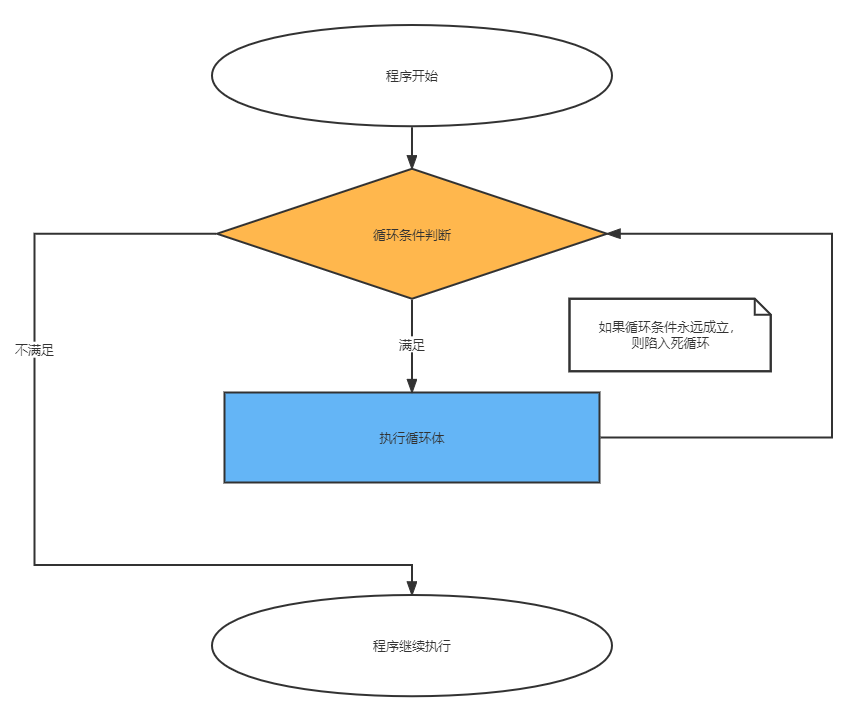 程序开始
循环条件判断
如果循环条件永远成立，
则陷入死循环
不满足
满足
执行循环体
程序继续执行